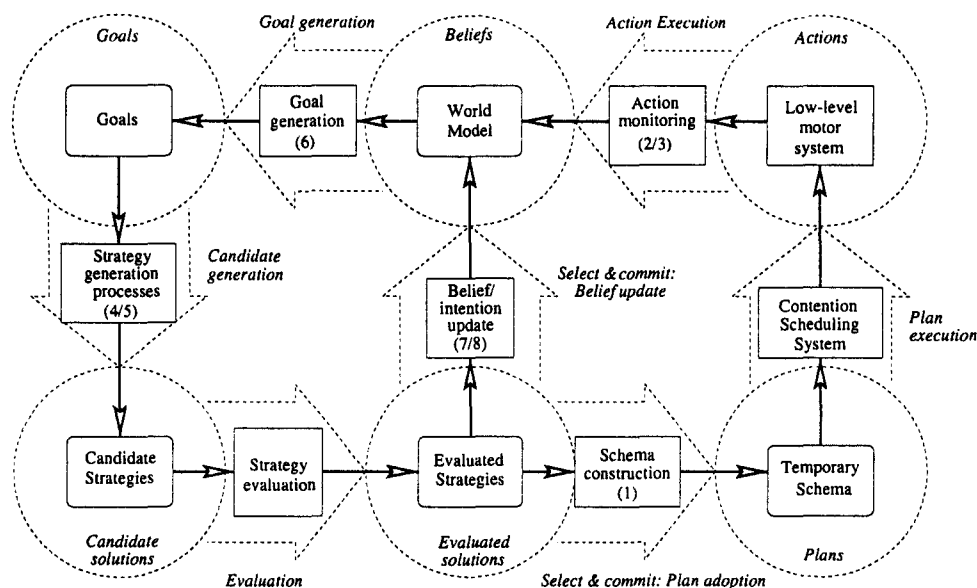 Goals
Goal generation
Beliefs
Action Execution
Actions
Goals
Goal
generation
(6)
World
Model
Action
monitoring
(2/3)
Low-level
motor
system
Strategy
generation
processes
(4/5)
Candidate
generation
Belief/
intention
update
(7/8)
Select & commit:
Belief update
Contention
Scheduling
System
Plan
execution
Candidate
Strategies
Strategy
evaluation
Evaluated
Strategies
Schema
construction
(1)
Temporary
Schema
Candidate
solutions
Evaluation
Evaluated
solutions
Select & commit: Plan adoption
Plans